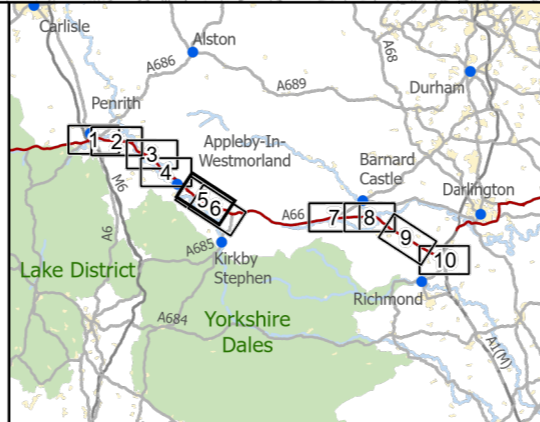 Carlisle
Alston
A686
A68
A689
Durham
Penrith
1
2
3
4
5
6
Appleby-In-
Westmorland
Barnard
Castle
Darlington
M6
A66
7
8
9
10
A6
A685
Lake District
Kirkby
Stephen
Richmond
A684
Yorkshire
Dales
A1(M)